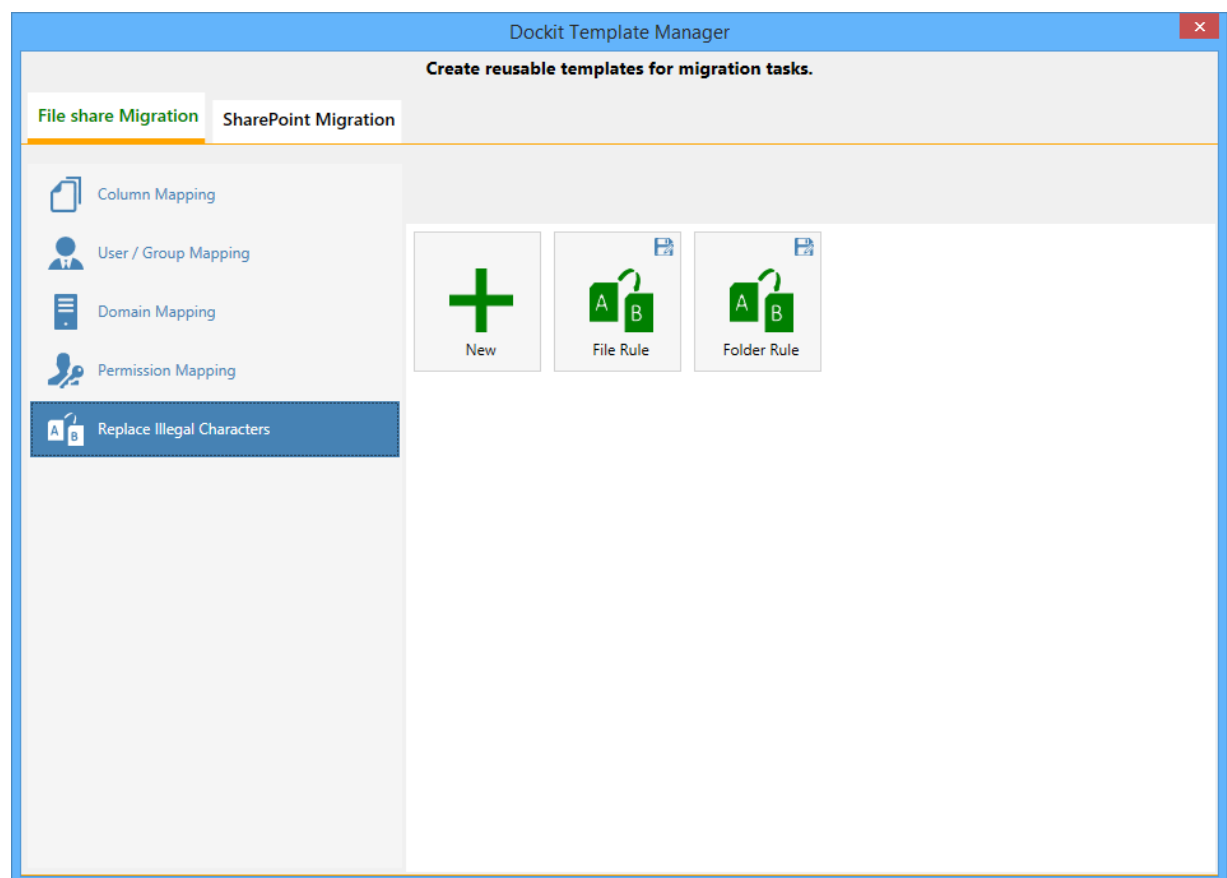 Dockit Template Manager
Create reusable templates for migration tasks.
File share Migration
SharePoint Migration
Column Mapping
User / Group Mapping
Domain Mapping
Permission Mapping
A B
Replace Illegal Characters
New
A B
File Rule
A B
Folder Rule